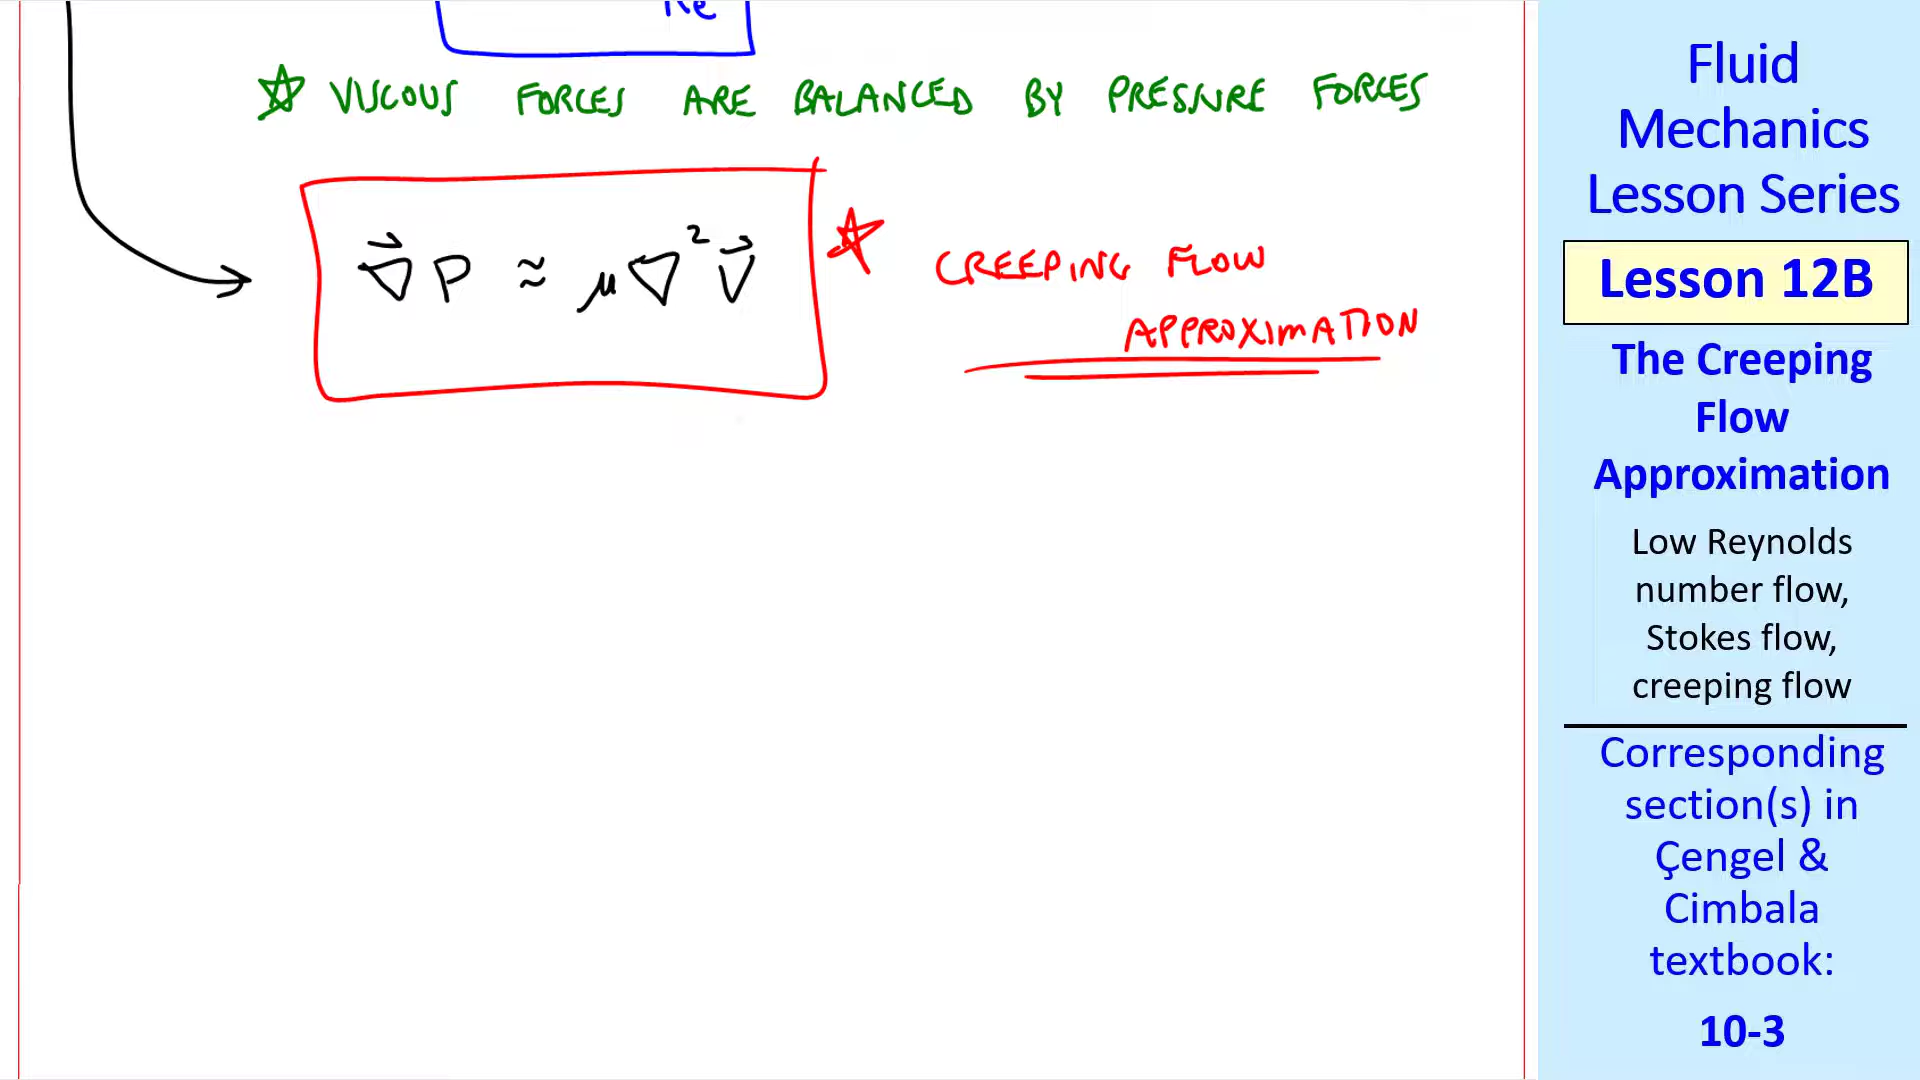 Re
☆ VISCOUS FORCES ARE BALANCED BY PRESSURE FORCES
∇⃗P ≈ μ∇²V⃗ ☆ CREEPING FLOW
APPROXIMATION
Fluid
Mechanics
Lesson Series
Lesson 12B
The Creeping
Flow
Approximation
Low Reynolds
number flow,
Stokes flow,
creeping flow
Corresponding
section(s) in
Çengel &
Cimbala
textbook:
10-3